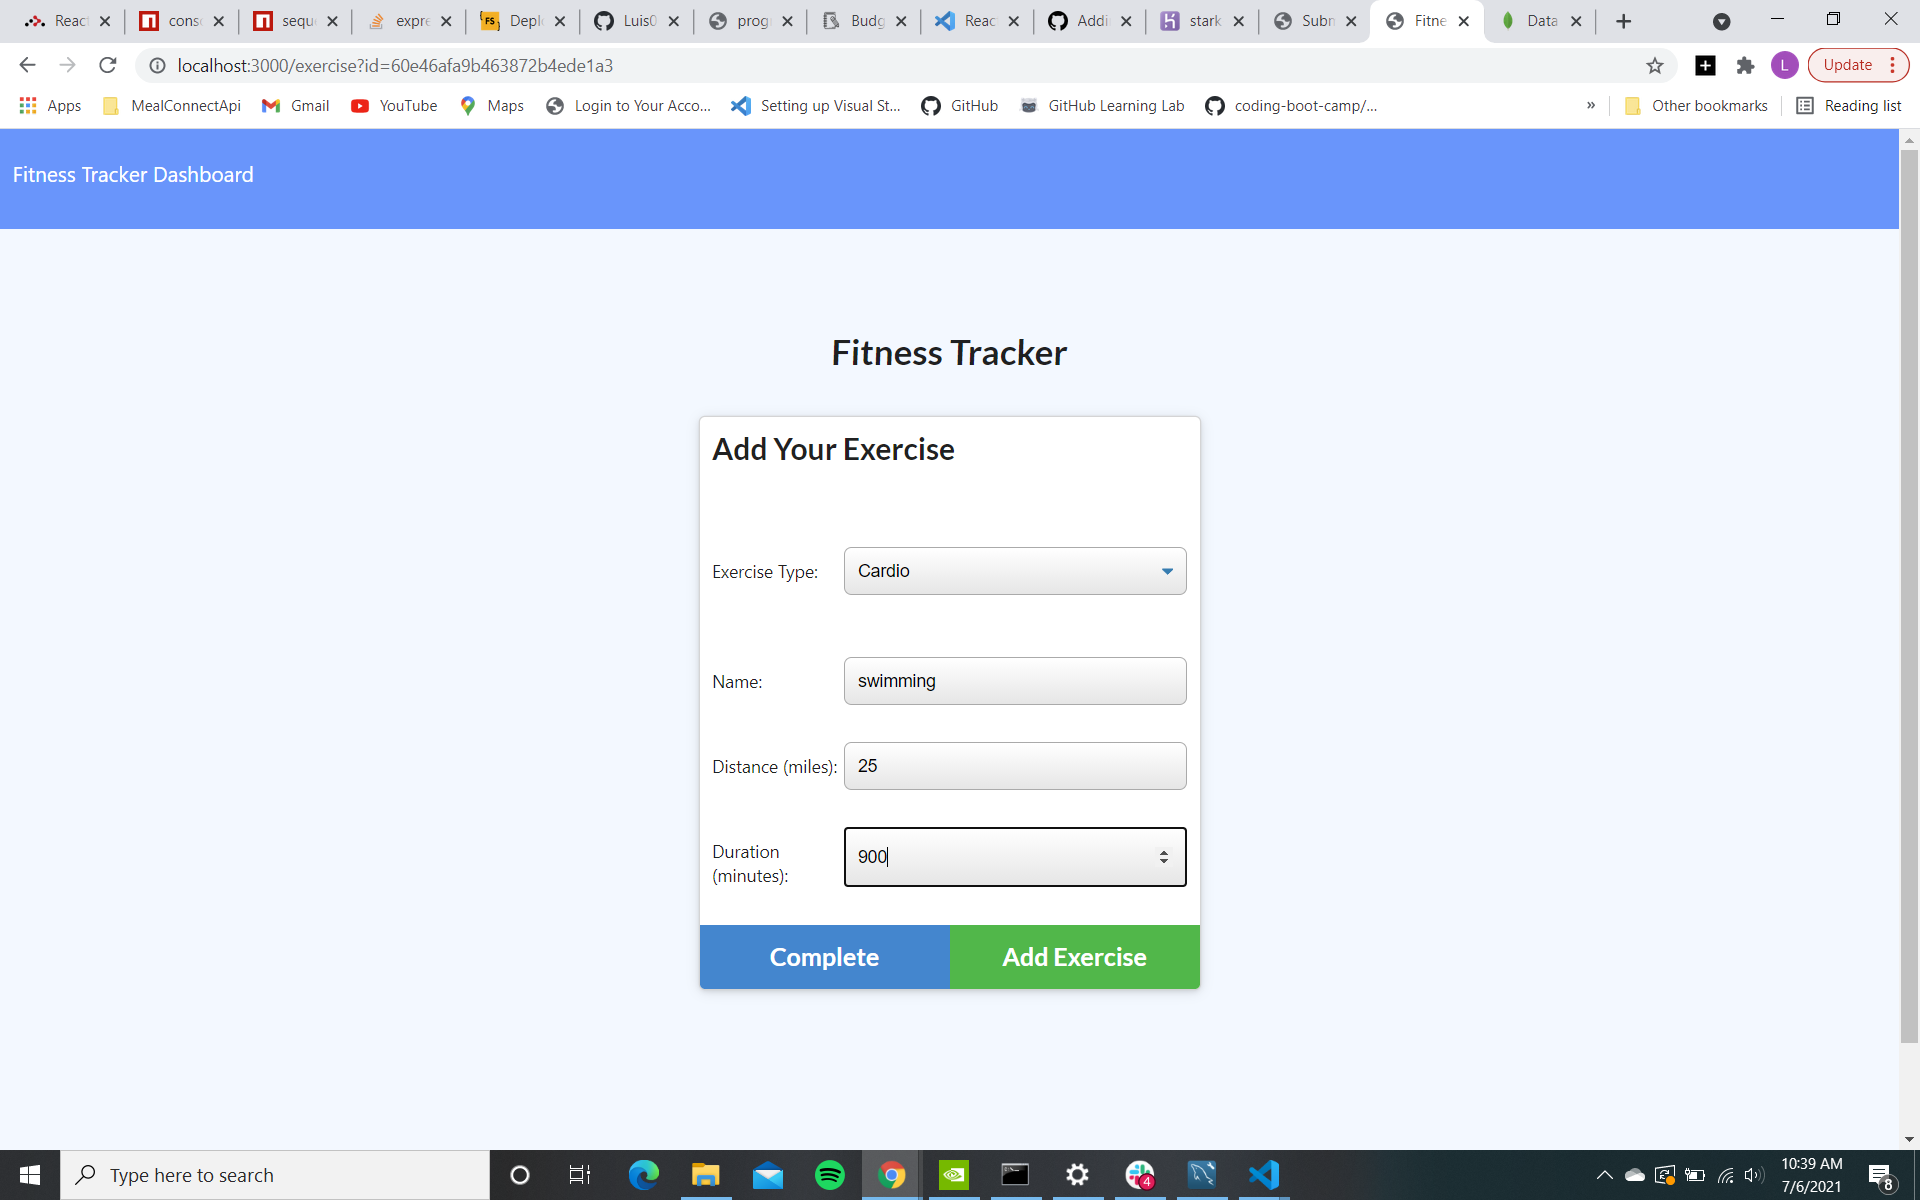 React
cons
sequ
expre
Depl
Luis0
prog
Budg
Reac
Addi
stark
Subm
Fitne
Data
localhost:3000/exercise?id=60e46afa9b463872b4ede1a3
L
Update
Apps
MealConnectApi
Gmail
YouTube
Maps
Login to Your Acco...
Setting up Visual St...
GitHub
GitHub Learning Lab
coding-boot-camp/...
»
Other bookmarks
Reading list
Fitness Tracker Dashboard
Fitness Tracker
Add Your Exercise
Exercise Type:
Cardio
Name:
swimming
Distance (miles):
25
Duration
(minutes):
900
Complete
Add Exercise
Type here to search
4
10:39 AM
7/6/2021
8